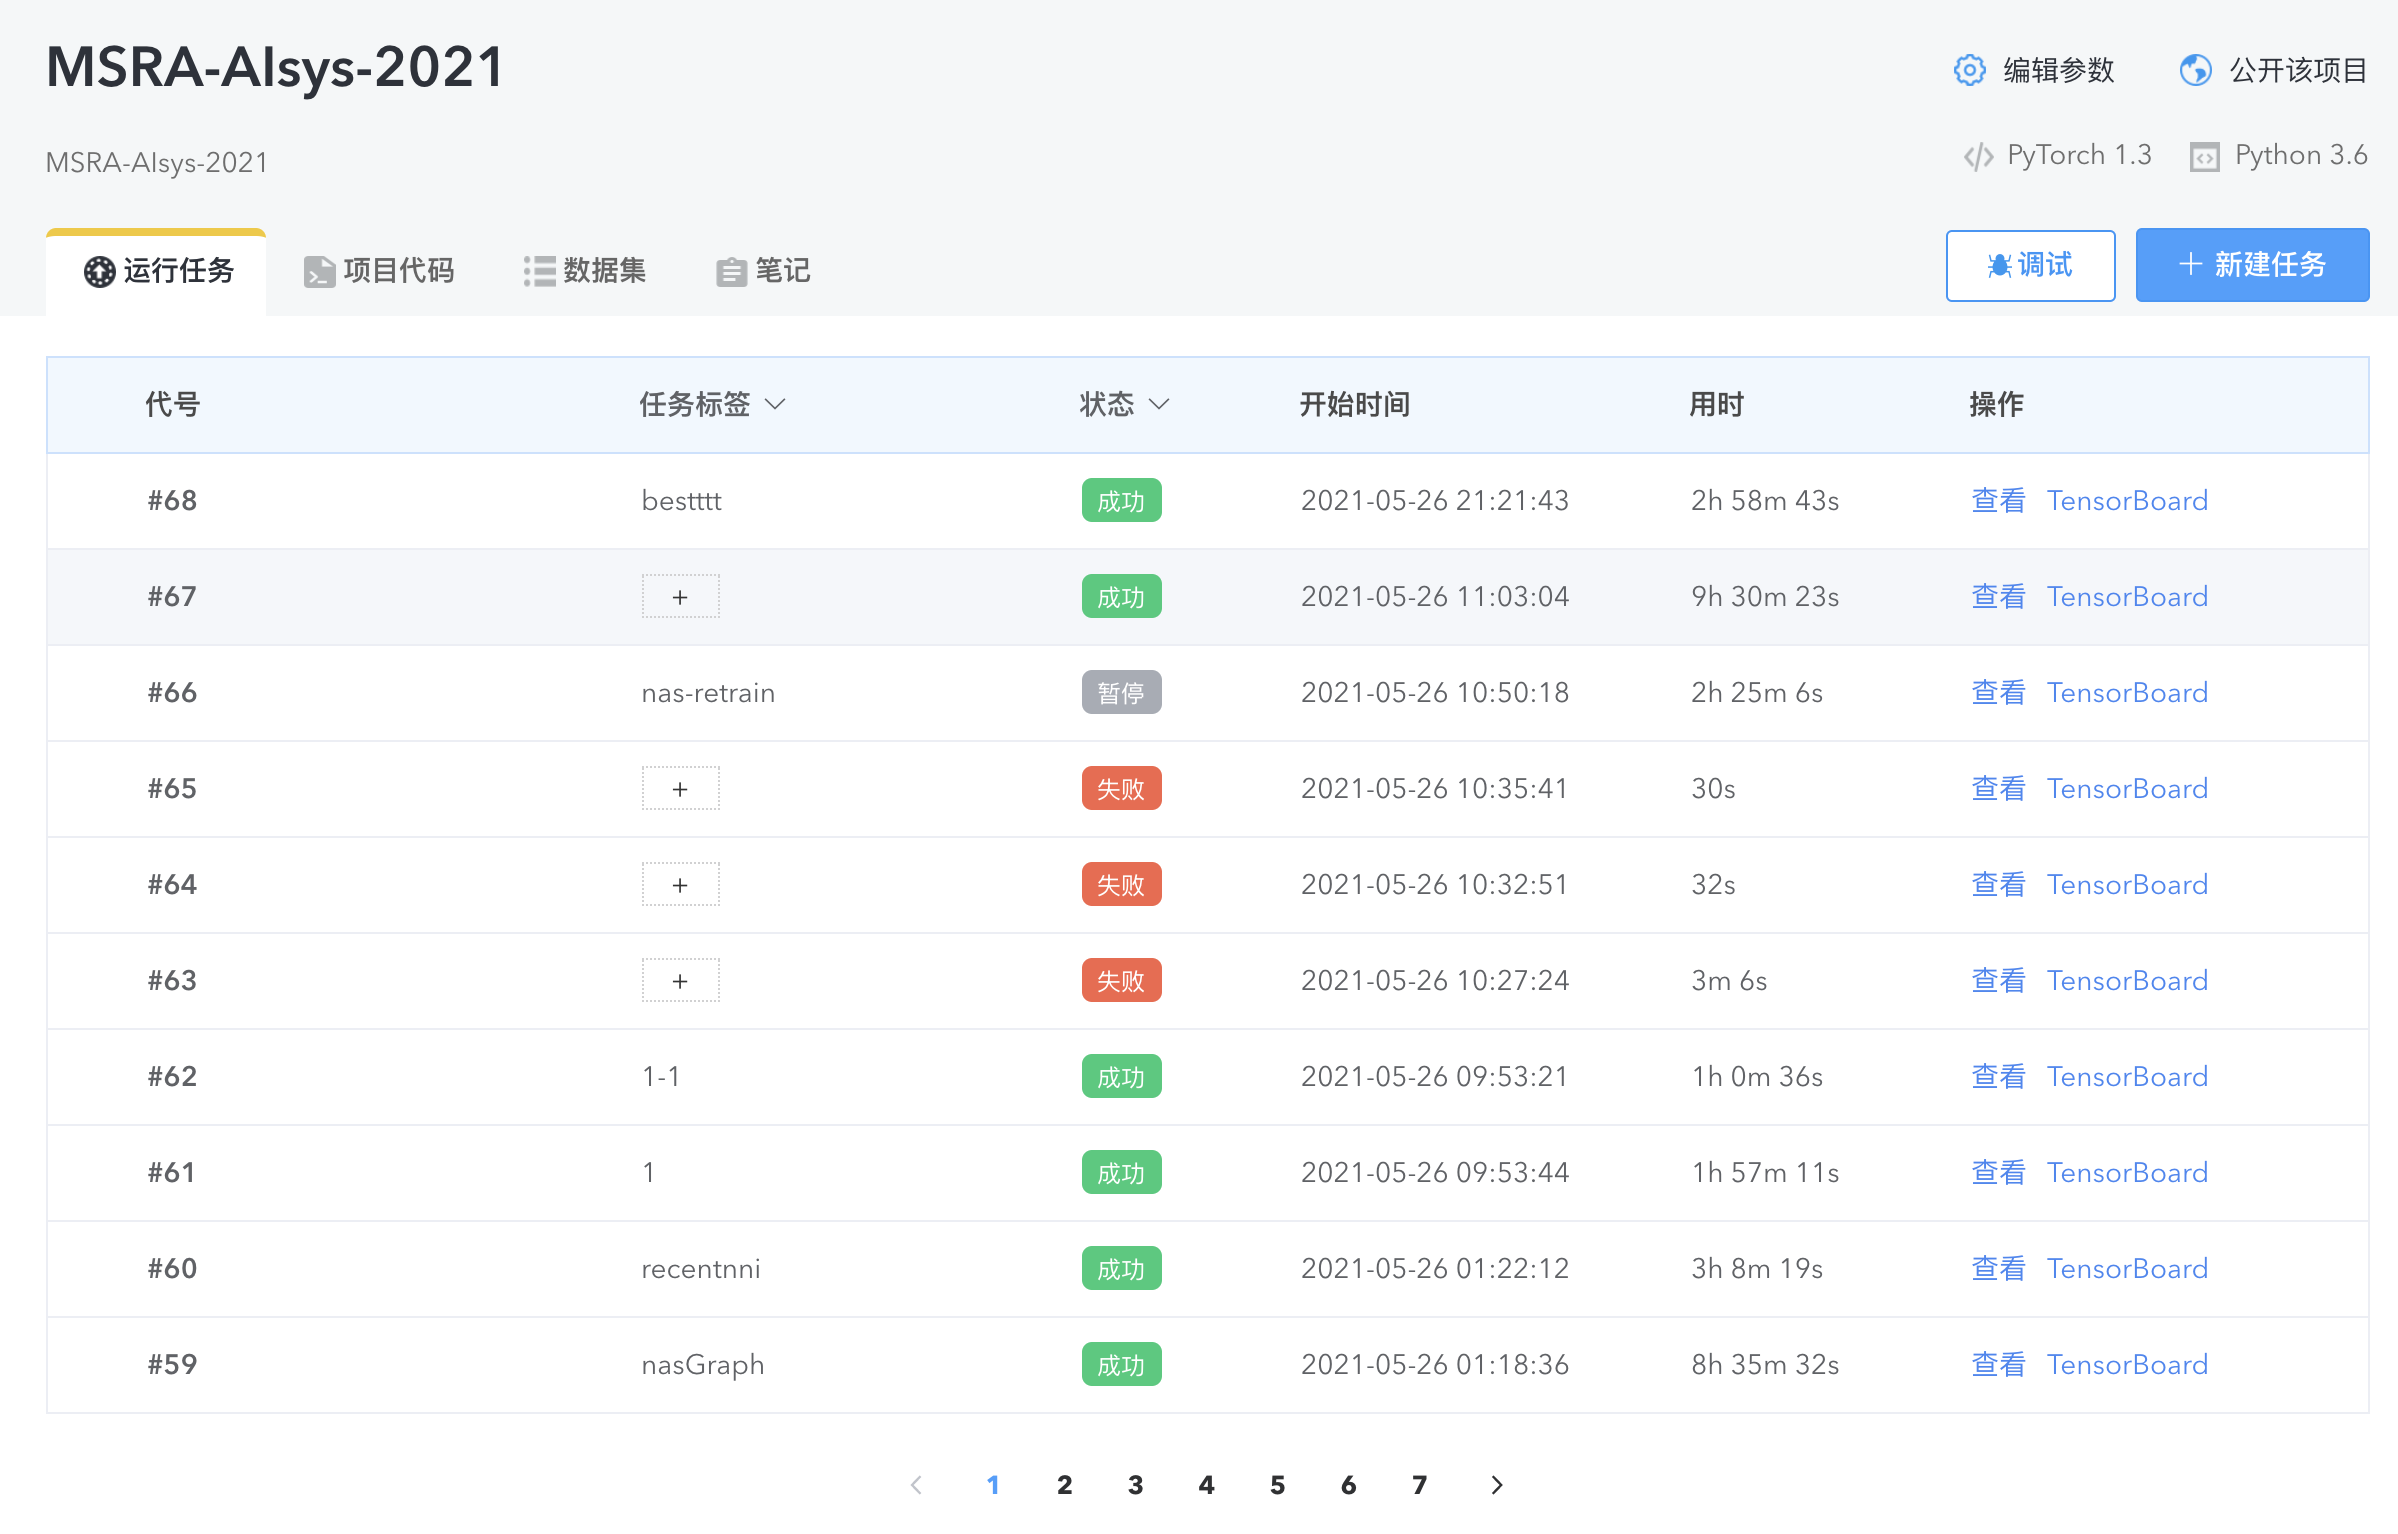 MSRA-AIsys-2021
编辑参数 公开该项目
MSRA-AIsys-2021
PyTorch 1.3 Python 3.6
运行任务 项目代码 数据集 笔记 调试 + 新建任务
代号 任务标签 状态 开始时间 用时 操作
#68 bestttt 成功 2021-05-26 21:21:43 2h 58m 43s 查看 TensorBoard
#67 + 成功 2021-05-26 11:03:04 9h 30m 23s 查看 TensorBoard
#66 nas-retrain 暂停 2021-05-26 10:50:18 2h 25m 6s 查看 TensorBoard
#65 + 失败 2021-05-26 10:35:41 30s 查看 TensorBoard
#64 + 失败 2021-05-26 10:32:51 32s 查看 TensorBoard
#63 + 失败 2021-05-26 10:27:24 3m 6s 查看 TensorBoard
#62 1-1 成功 2021-05-26 09:53:21 1h 0m 36s 查看 TensorBoard
#61 1 成功 2021-05-26 09:53:44 1h 57m 11s 查看 TensorBoard
#60 recentnni 成功 2021-05-26 01:22:12 3h 8m 19s 查看 TensorBoard
#59 nasGraph 成功 2021-05-26 01:18:36 8h 35m 32s 查看 TensorBoard
1 2 3 4 5 6 7